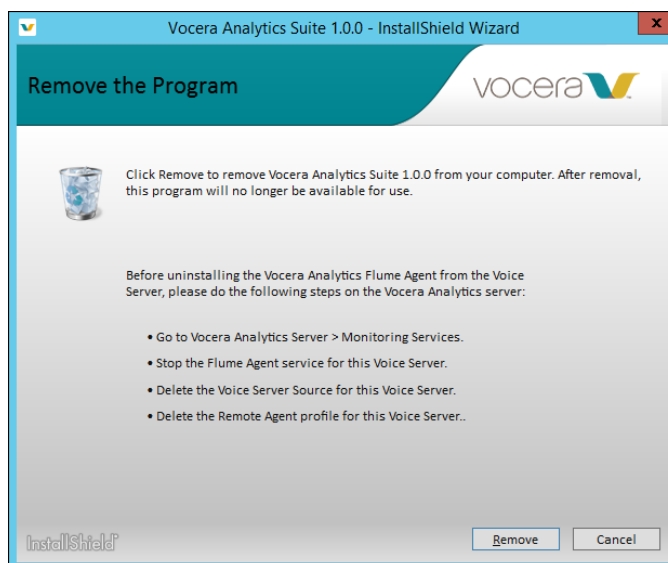 Vocera Analytics Suite 1.0.0 - InstallShield Wizard
x
Remove the Program
vocera
Click Remove to remove Vocera Analytics Suite 1.0.0 from your computer. After removal,
this program will no longer be available for use.
Before uninstalling the Vocera Analytics Flume Agent from the Voice
Server, please do the following steps on the Vocera Analytics server:
• Go to Vocera Analytics Server > Monitoring Services.
• Stop the Flume Agent service for this Voice Server.
• Delete the Voice Server Source for this Voice Server.
• Delete the Remote Agent profile for this Voice Server..
InstallShield
Remove
Cancel